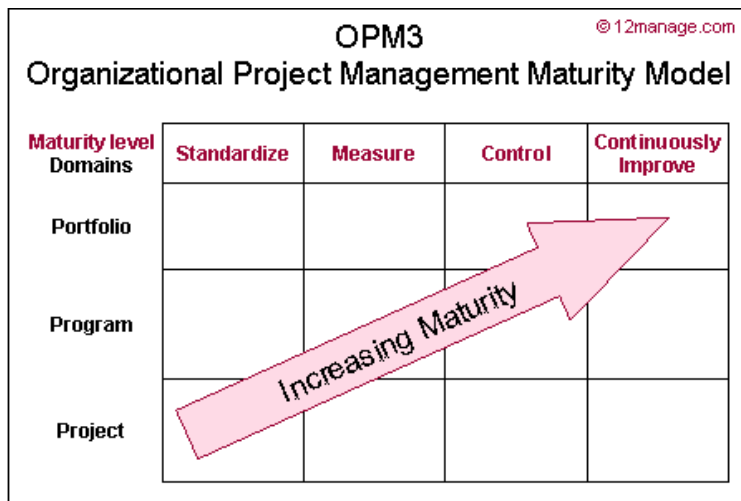 © 12manage.com
OPM3
Organizational Project Management Maturity Model
Maturity level
Domains
Standardize
Measure
Control
Continuously
Improve
Portfolio
Program
Project
Increasing Maturity